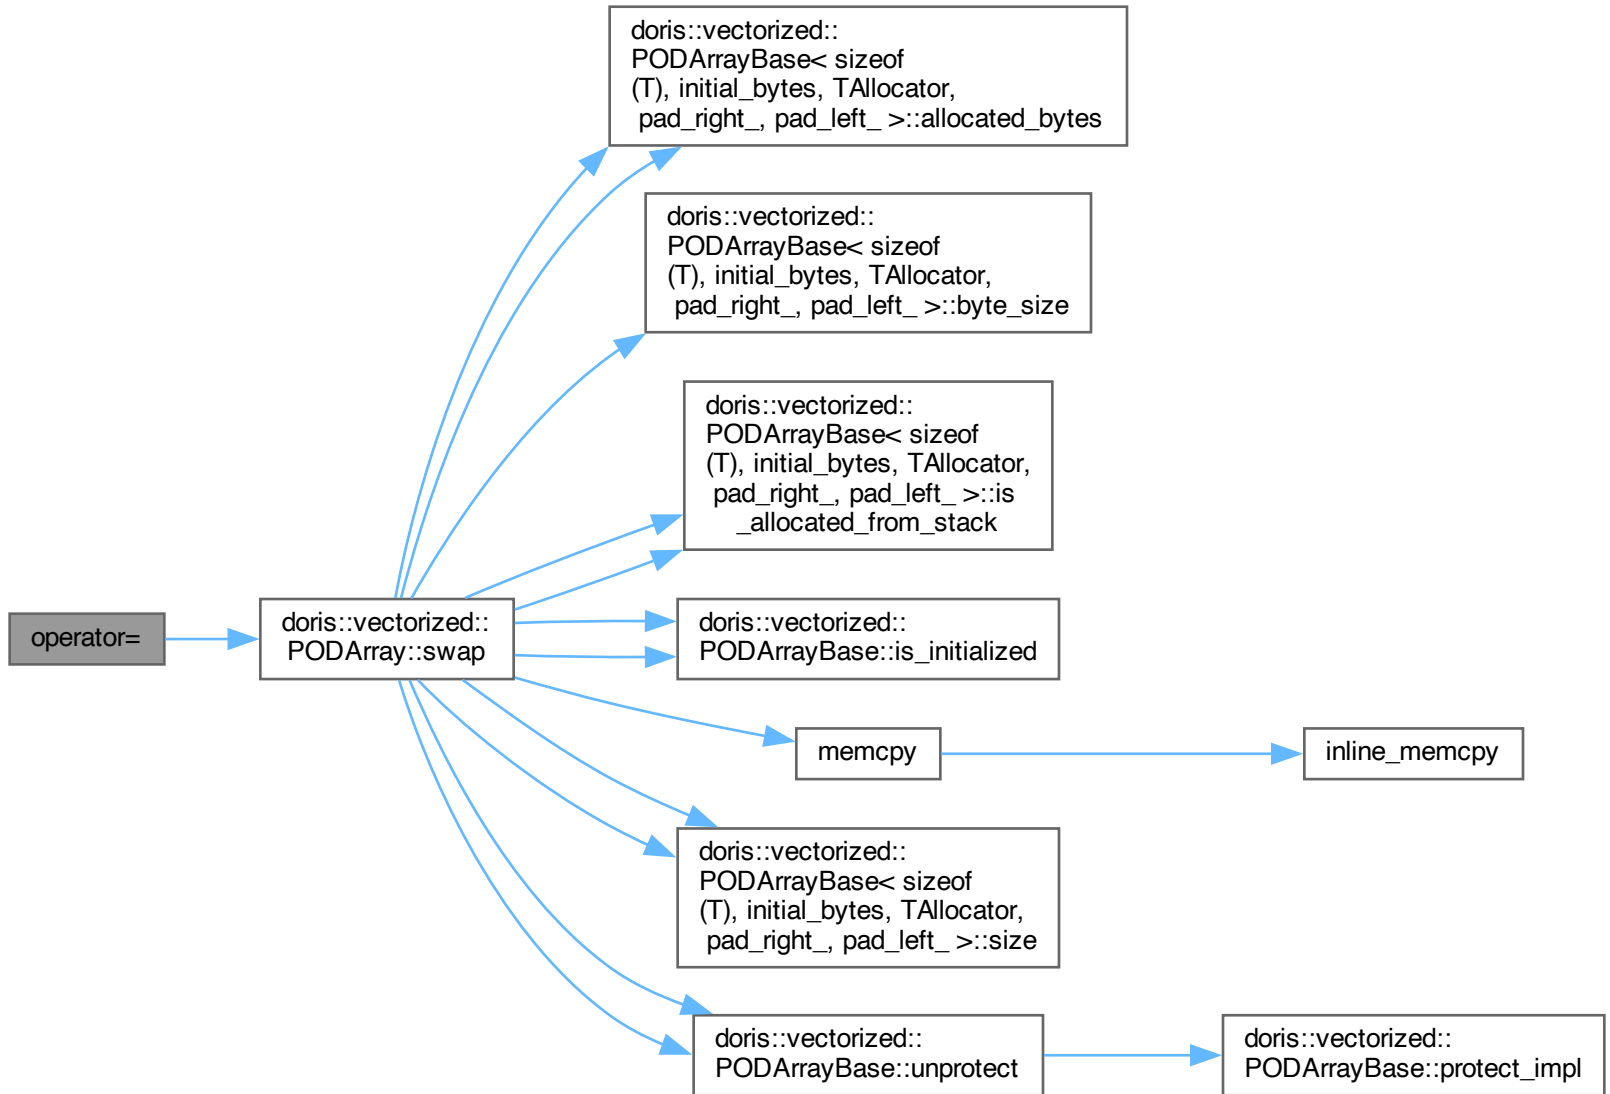 doris::vectorized::
PODArrayBase< sizeof
(T), initial_bytes, TAllocator,
pad_right_, pad_left_ >::allocated_bytes
doris::vectorized::
PODArrayBase< sizeof
(T), initial_bytes, TAllocator,
pad_right_, pad_left_ >::byte_size
doris::vectorized::
PODArrayBase< sizeof
(T), initial_bytes, TAllocator,
pad_right_, pad_left_ >::is
_allocated_from_stack
operator=
doris::vectorized::
PODArray::swap
doris::vectorized::
PODArrayBase::is_initialized
memcpy
inline_memcpy
doris::vectorized::
PODArrayBase< sizeof
(T), initial_bytes, TAllocator,
pad_right_, pad_left_ >::size
doris::vectorized::
PODArrayBase::unprotect
doris::vectorized::
PODArrayBase::protect_impl